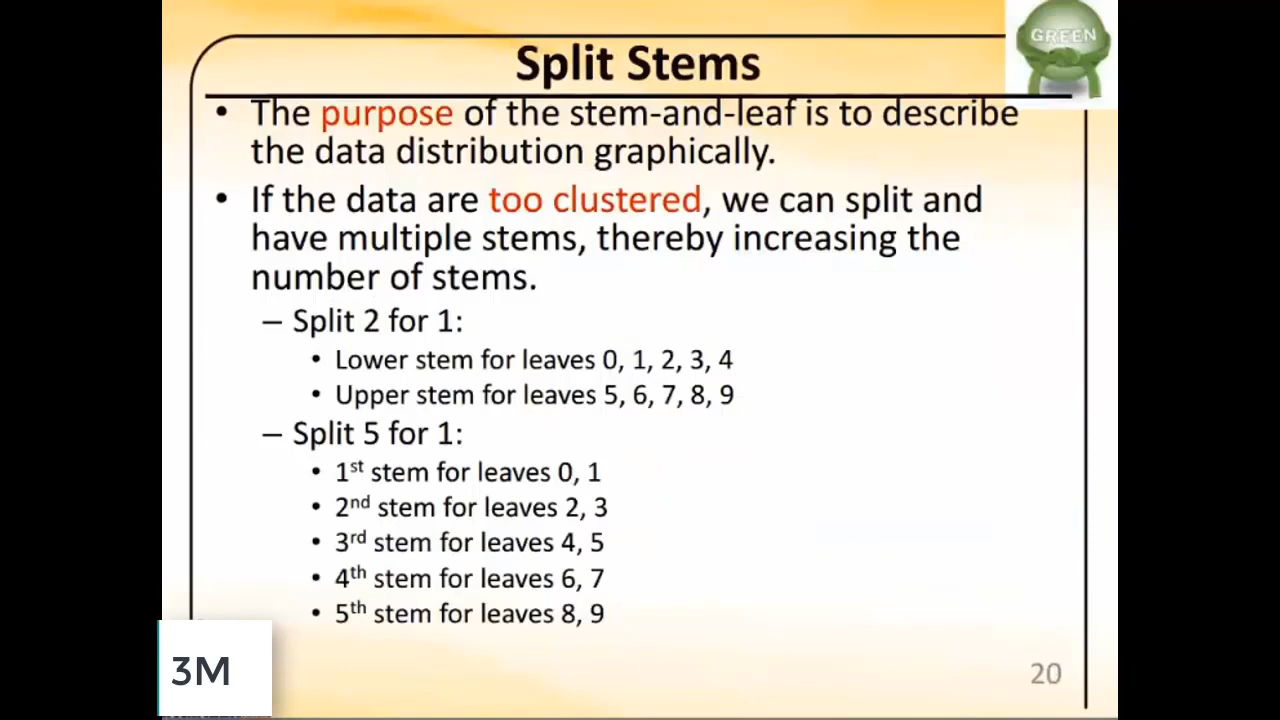 GREEN
Split Stems
• The purpose of the stem-and-leaf is to describe
the data distribution graphically.
• If the data are too clustered, we can split and
have multiple stems, thereby increasing the
number of stems.
– Split 2 for 1:
• Lower stem for leaves 0, 1, 2, 3, 4
• Upper stem for leaves 5, 6, 7, 8, 9
– Split 5 for 1:
• 1st stem for leaves 0, 1
• 2nd stem for leaves 2, 3
• 3rd stem for leaves 4, 5
• 4th stem for leaves 6, 7
• 5th stem for leaves 8, 9
3M
20